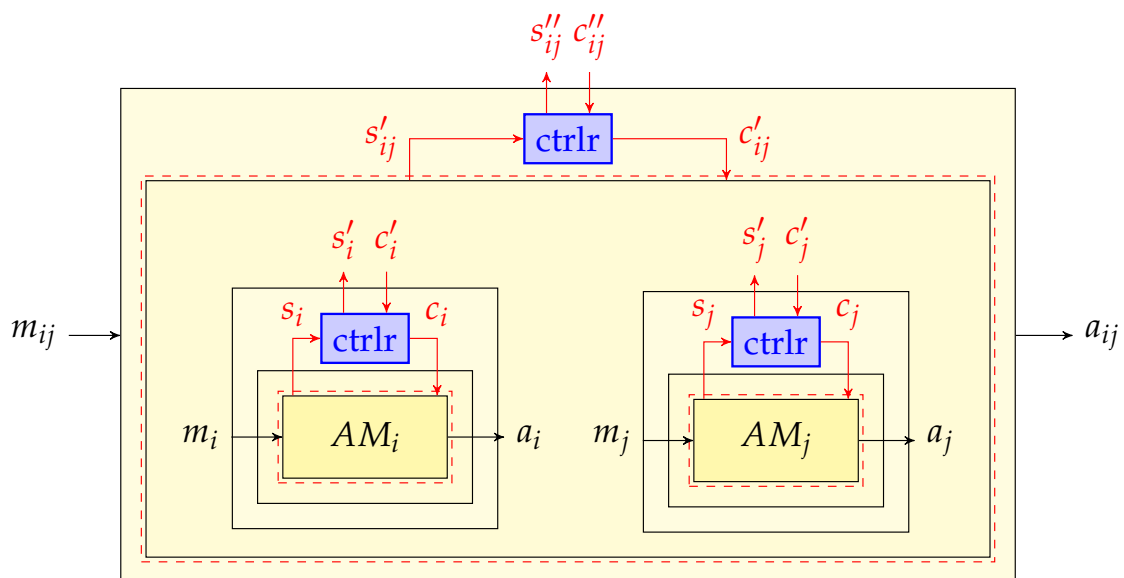 s″ᵢⱼ c″ᵢⱼ
s′ᵢⱼ ctrlr c′ᵢⱼ
s′ᵢ c′ᵢ s′ⱼ c′ⱼ
sᵢ ctrlr cᵢ sⱼ ctrlr cⱼ
mᵢⱼ aᵢⱼ
mᵢ AMᵢ aᵢ mⱼ AMⱼ aⱼ